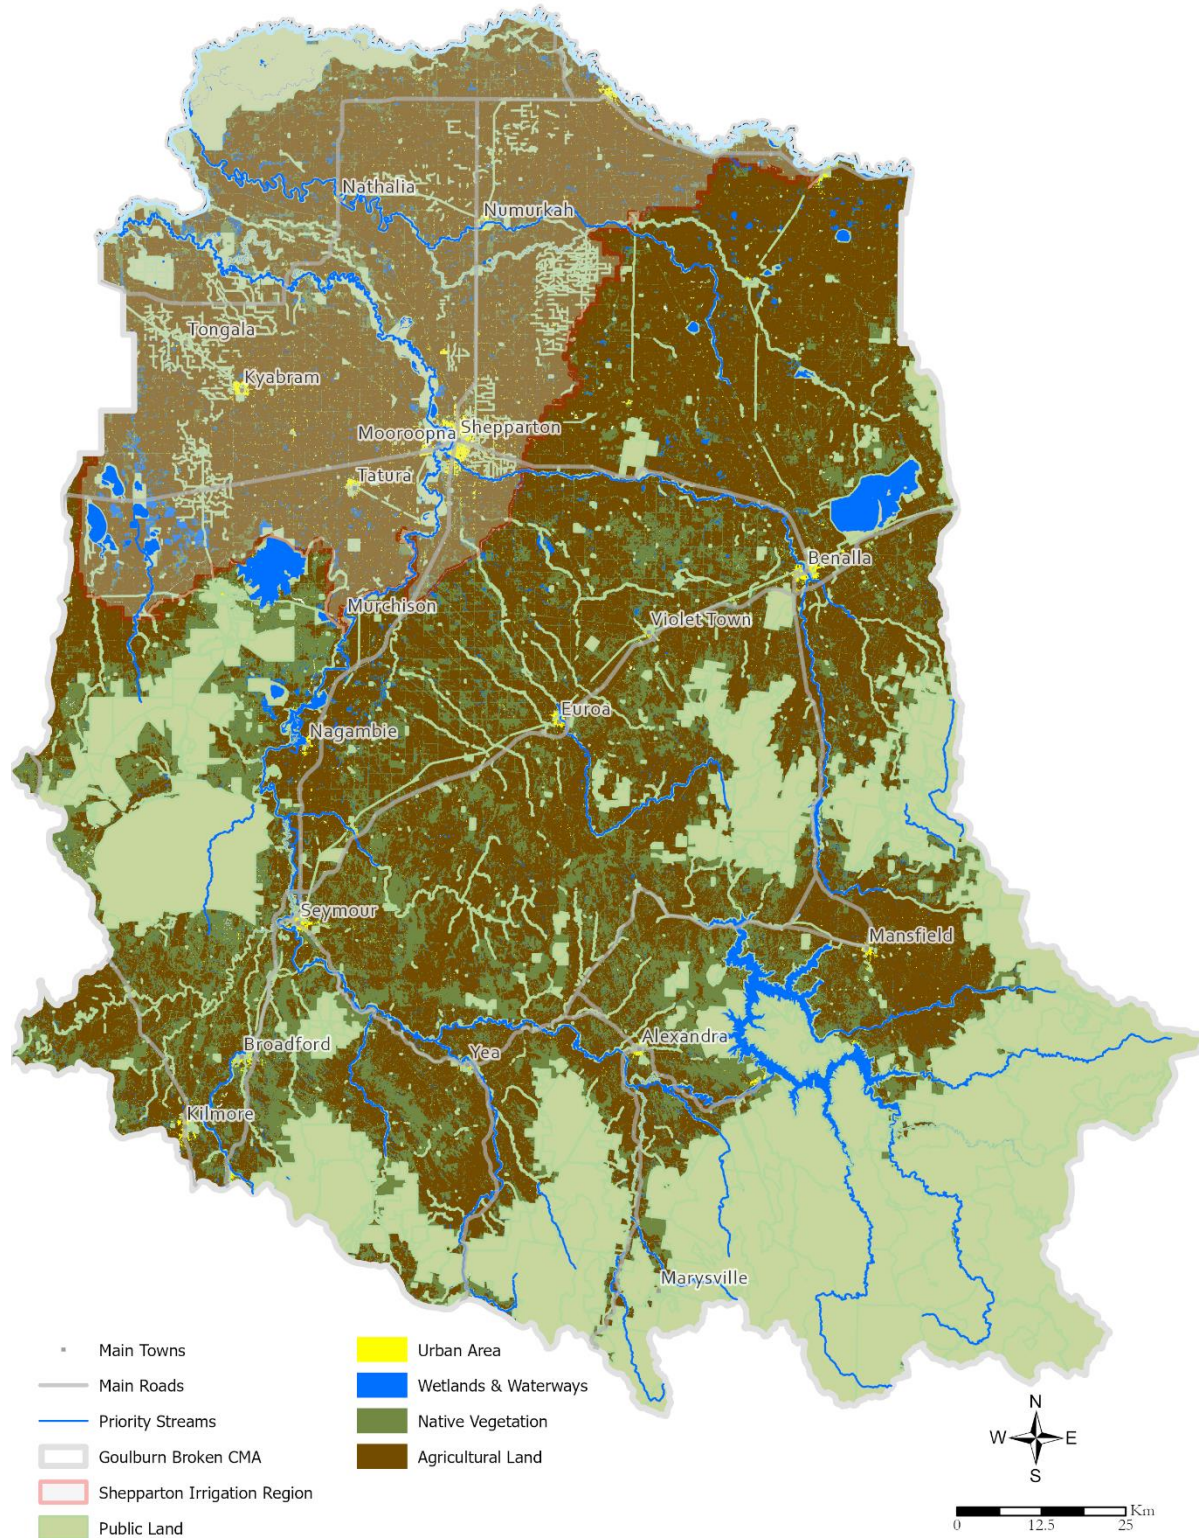 Nathalia
Numurkah
Tongala
Kyabram
Mooroopna
Shepparton
Tatura
Benalla
Murchison
Violet Town
Euroa
Nagambie
Seymour
Mansfield
Broadford
Yea
Alexandra
Kilmore
Marysville
Main Towns
Main Roads
Priority Streams
Goulburn Broken CMA
Shepparton Irrigation Region
Public Land
Urban Area
Wetlands & Waterways
Native Vegetation
Agricultural Land
N
W E
S
Km
0 12.5 25